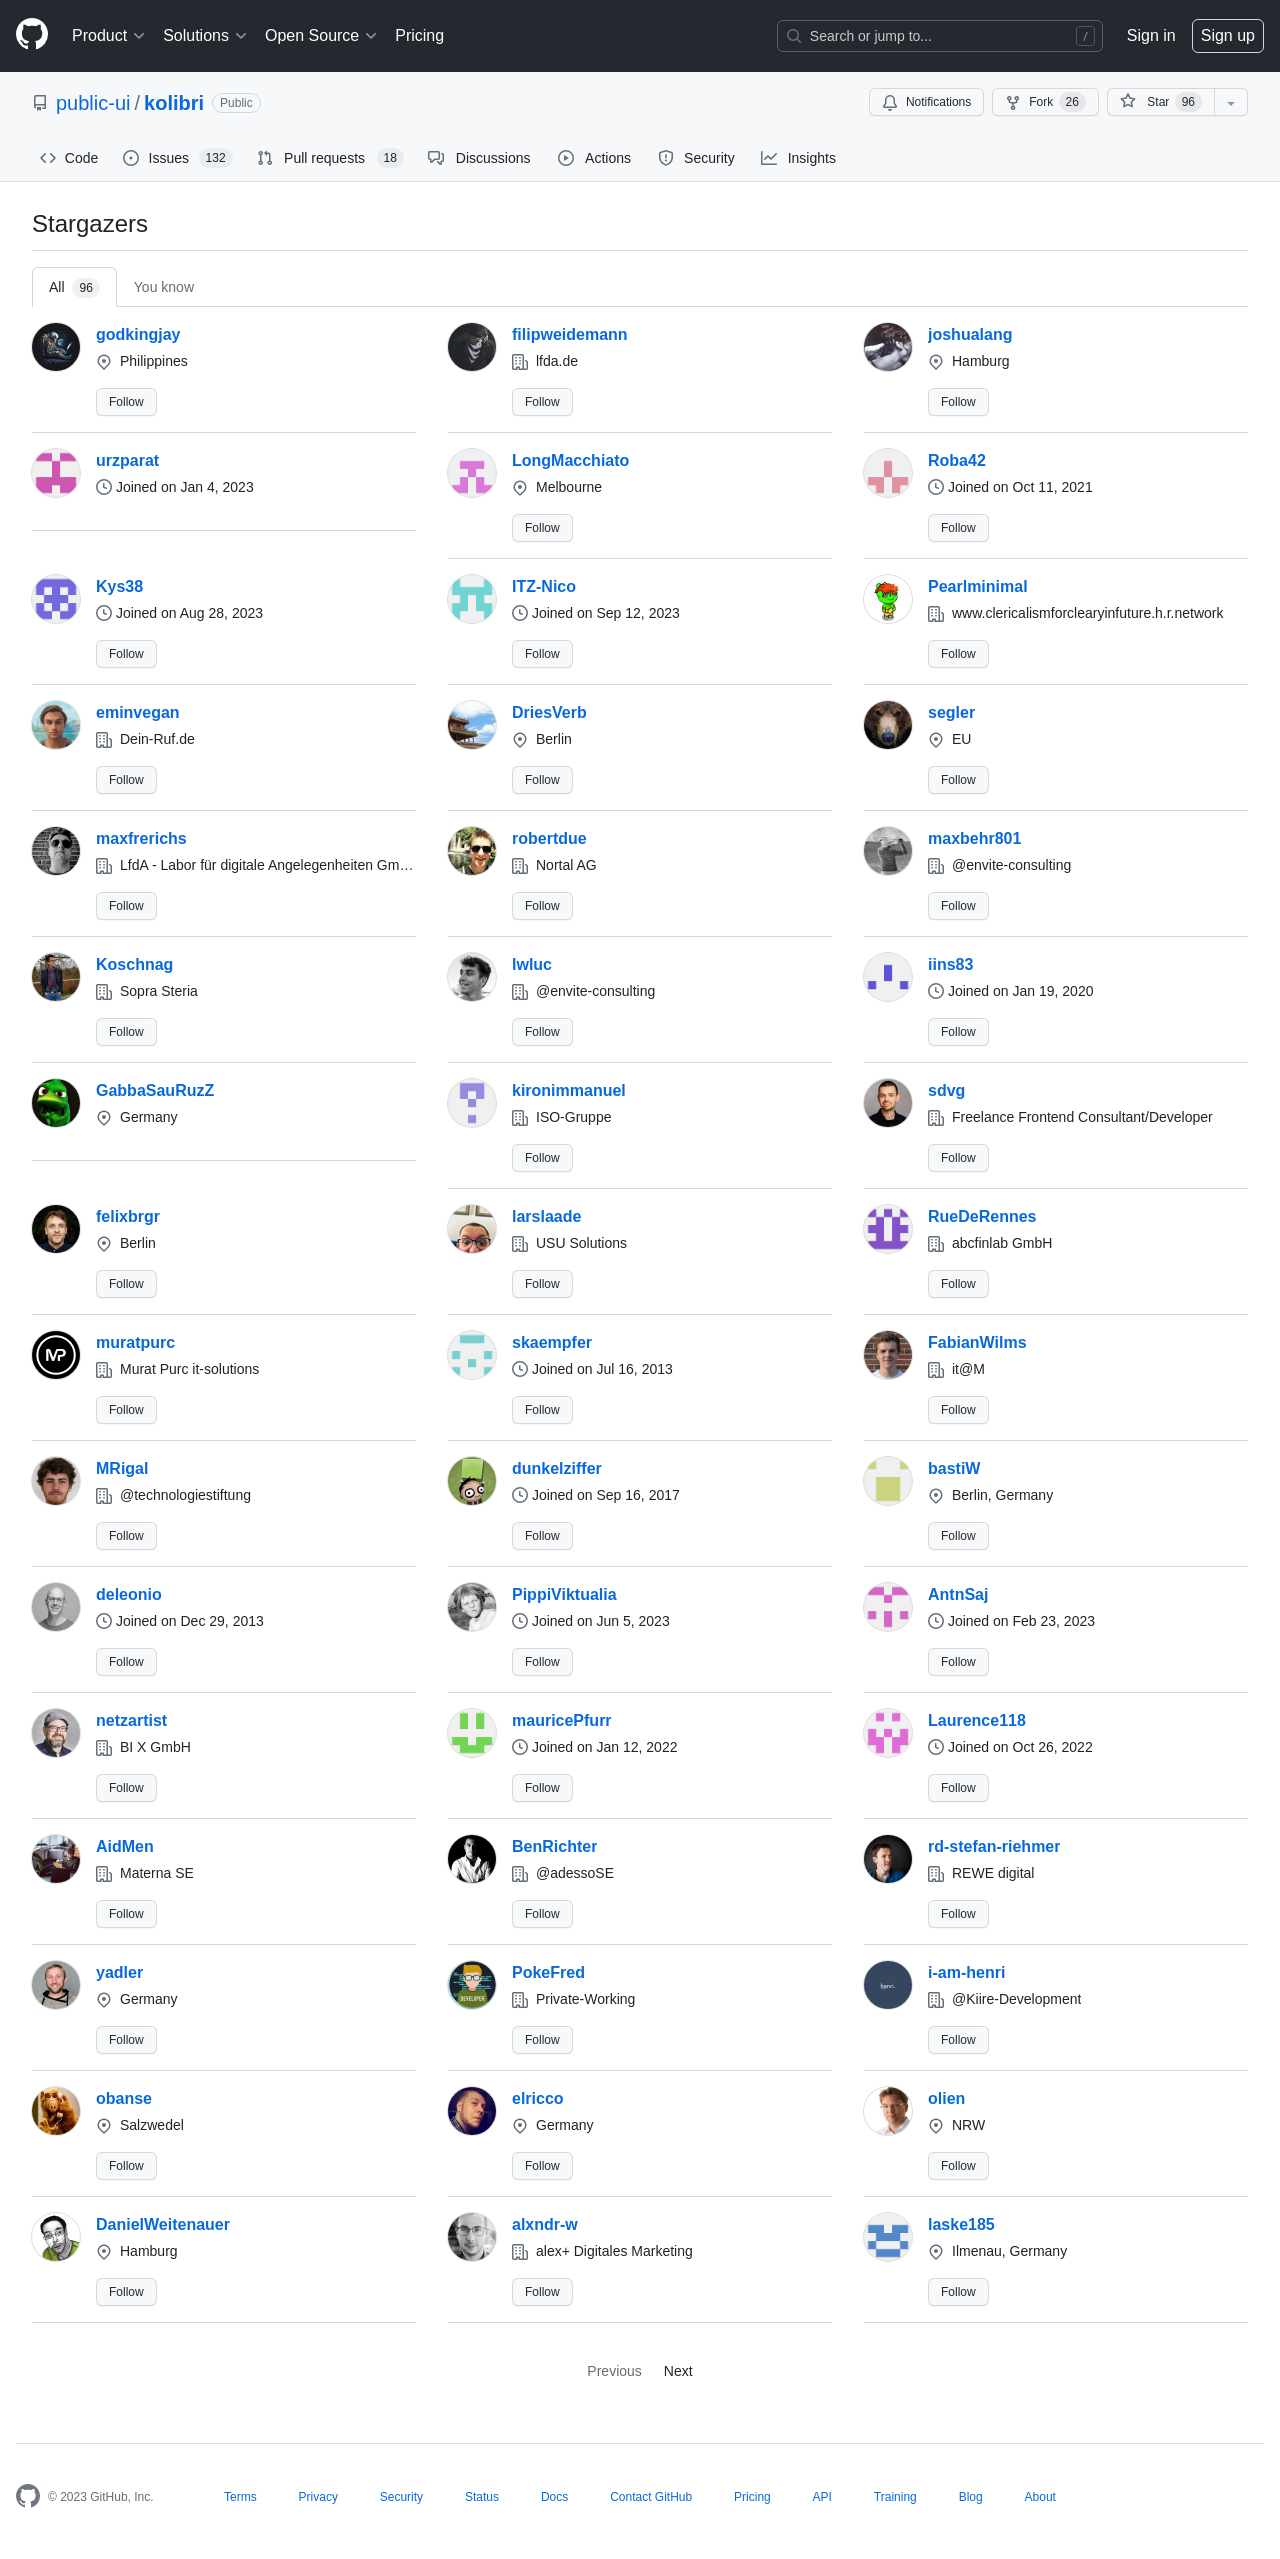 Product Solutions Open Source Pricing Search or jump to... / Sign in Sign up
public-ui / kolibri Public Notifications Fork 26 Star 96
Code Issues 132 Pull requests 18 Discussions Actions Security Insights
Stargazers
All 96 You know
godkingjay filipweidemann joshualang
Philippines lfda.de Hamburg
Follow Follow Follow
urzparat LongMacchiato Roba42
Joined on Jan 4, 2023 Melbourne Joined on Oct 11, 2021
Follow Follow
Kys38 ITZ-Nico Pearlminimal
Joined on Aug 28, 2023 Joined on Sep 12, 2023 www.clericalismforclearyinfuture.h.r.network
Follow Follow Follow
eminvegan DriesVerb segler
Dein-Ruf.de Berlin EU
Follow Follow Follow
maxfrerichs robertdue maxbehr801
LfdA - Labor für digitale Angelegenheiten Gm… Nortal AG @envite-consulting
Follow Follow Follow
Koschnag lwluc iins83
Sopra Steria @envite-consulting Joined on Jan 19, 2020
Follow Follow Follow
GabbaSauRuzZ kironimmanuel sdvg
Germany ISO-Gruppe Freelance Frontend Consultant/Developer
Follow Follow
felixbrgr larslaade RueDeRennes
Berlin USU Solutions abcfinlab GmbH
Follow Follow Follow
muratpurc skaempfer FabianWilms
Murat Purc it-solutions Joined on Jul 16, 2013 it@M
Follow Follow Follow
MRigal dunkelziffer bastiW
@technologiestiftung Joined on Sep 16, 2017 Berlin, Germany
Follow Follow Follow
deleonio PippiViktualia AntnSaj
Joined on Dec 29, 2013 Joined on Jun 5, 2023 Joined on Feb 23, 2023
Follow Follow Follow
netzartist mauricePfurr Laurence118
BI X GmbH Joined on Jan 12, 2022 Joined on Oct 26, 2022
Follow Follow Follow
AidMen BenRichter rd-stefan-riehmer
Materna SE @adessoSE REWE digital
Follow Follow Follow
yadler PokeFred i-am-henri
Germany Private-Working @Kiire-Development
Follow Follow Follow
obanse elricco olien
Salzwedel Germany NRW
Follow Follow Follow
DanielWeitenauer alxndr-w laske185
Hamburg alex+ Digitales Marketing Ilmenau, Germany
Follow Follow Follow
Previous Next
© 2023 GitHub, Inc. Terms Privacy Security Status Docs Contact GitHub Pricing API Training Blog About